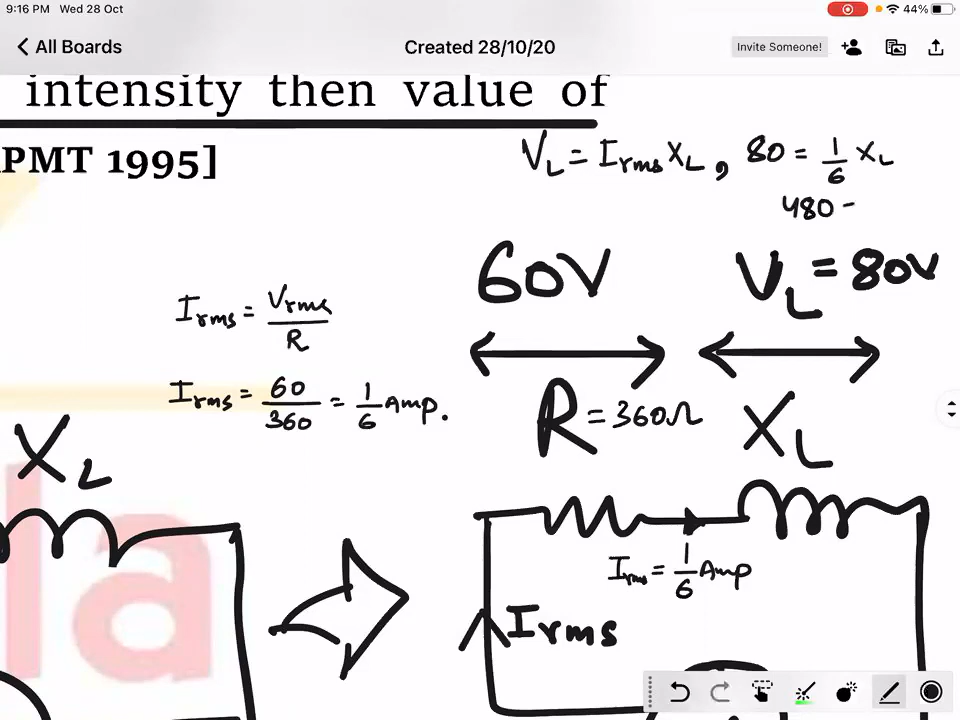 9:16 PM Wed 28 Oct
44%
All Boards
Created 28/10/20
Invite Someone!
intensity then value of
PMT 1995]
V_L = I_rms X_L , 80 = 1/6 X_L
480 -
60V
V_L = 80V
I_rms = V_rms / R
I_rms = 60/360 = 1/6 Amp.
R = 360Ω
X_L
X_L
I_rms = 1/6 Amp
I rms
la